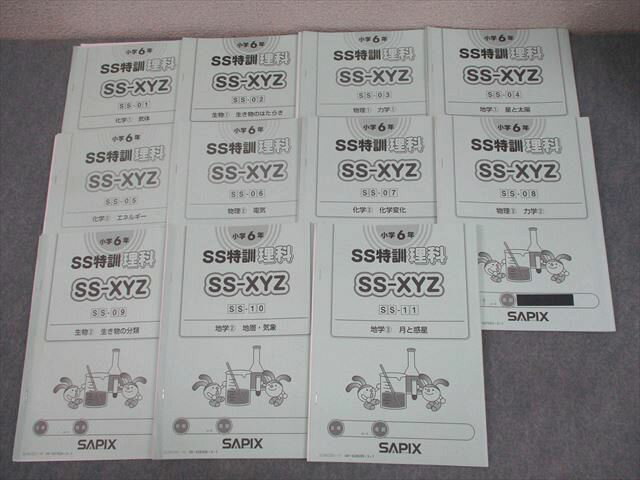 小学6年
SS特訓理科
SS-XYZ
SS-01
化学① 気体
小学6年
SS特訓理科
SS-XYZ
SS-02
生物① 生き物のはたらき
小学6年
SS特訓理科
SS-XYZ
SS-03
物理① 力学①
小学6年
SS特訓理科
SS-XYZ
SS-04
地学① 星と太陽
小学6年
SS特訓理科
SS-XYZ
SS-05
化学② エネルギー
小学6年
SS特訓理科
SS-XYZ
SS-06
物理② 電気
小学6年
SS特訓理科
SS-XYZ
SS-07
化学③ 化学変化
小学6年
SS特訓理科
SS-XYZ
SS-08
物理③ 力学②
SAPIX
小学6年
SS特訓理科
SS-XYZ
SS-09
生物② 生き物の分類
SAPIX
小学6年
SS特訓理科
SS-XYZ
SS-10
地学② 地層・気象
SAPIX
小学6年
SS特訓理科
SS-XYZ
SS-11
地学③ 月と惑星
SAPIX